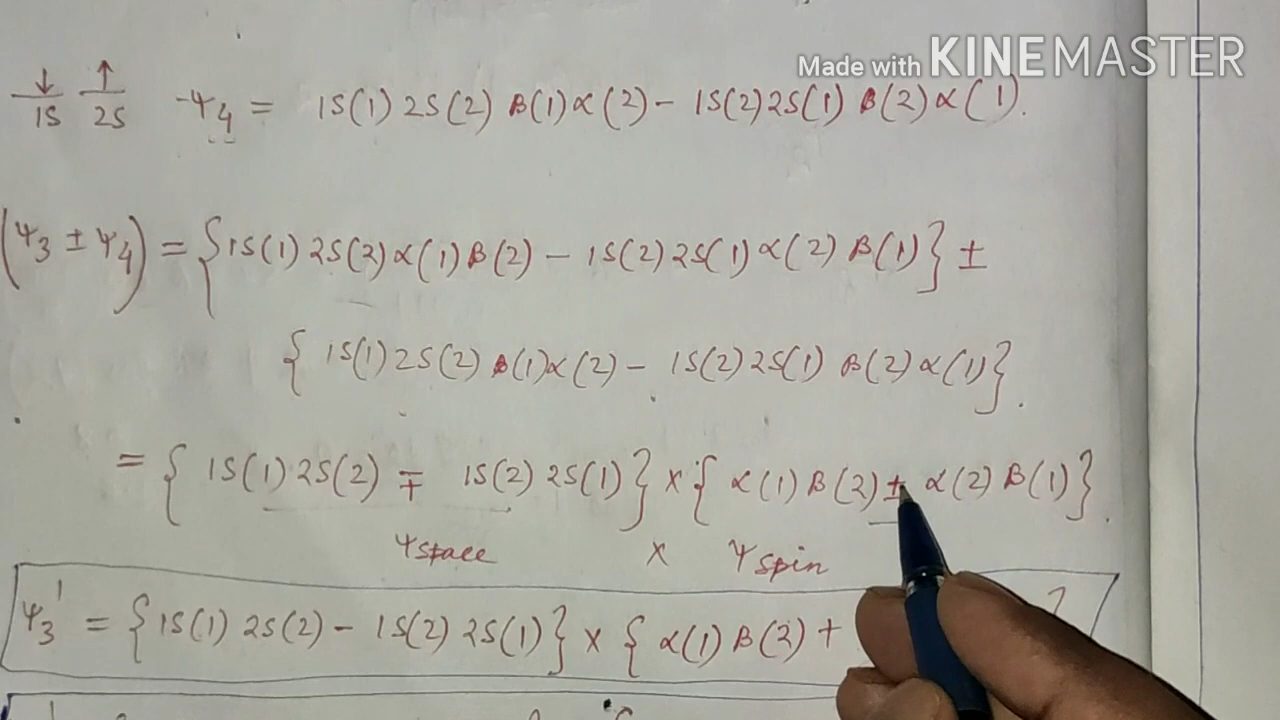 Made with KINEMASTER
↓ ↑ -Ψ4 = 1S(1) 2S(2) β(1)α(2) - 1S(2)2S(1) β(2)α(1).
1S 2S
(Ψ3 ± Ψ4) = {1S(1) 2S(2)α(1)β(2) - 1S(2)2S(1)α(2) β(1)} ±
{ 1S(1)2S(2) β(1)α(2) - 1S(2)2S(1) β(2)α(1)}.
= { 1S(1) 2S(2) ∓ 1S(2) 2S(1)} × { α(1) β(2) ± α(2) β(1)}.
Ψspace × Ψspin
Ψ3' = {1S(1) 2S(2) - 1S(2) 2S(1)} × { α(1) β(2) +